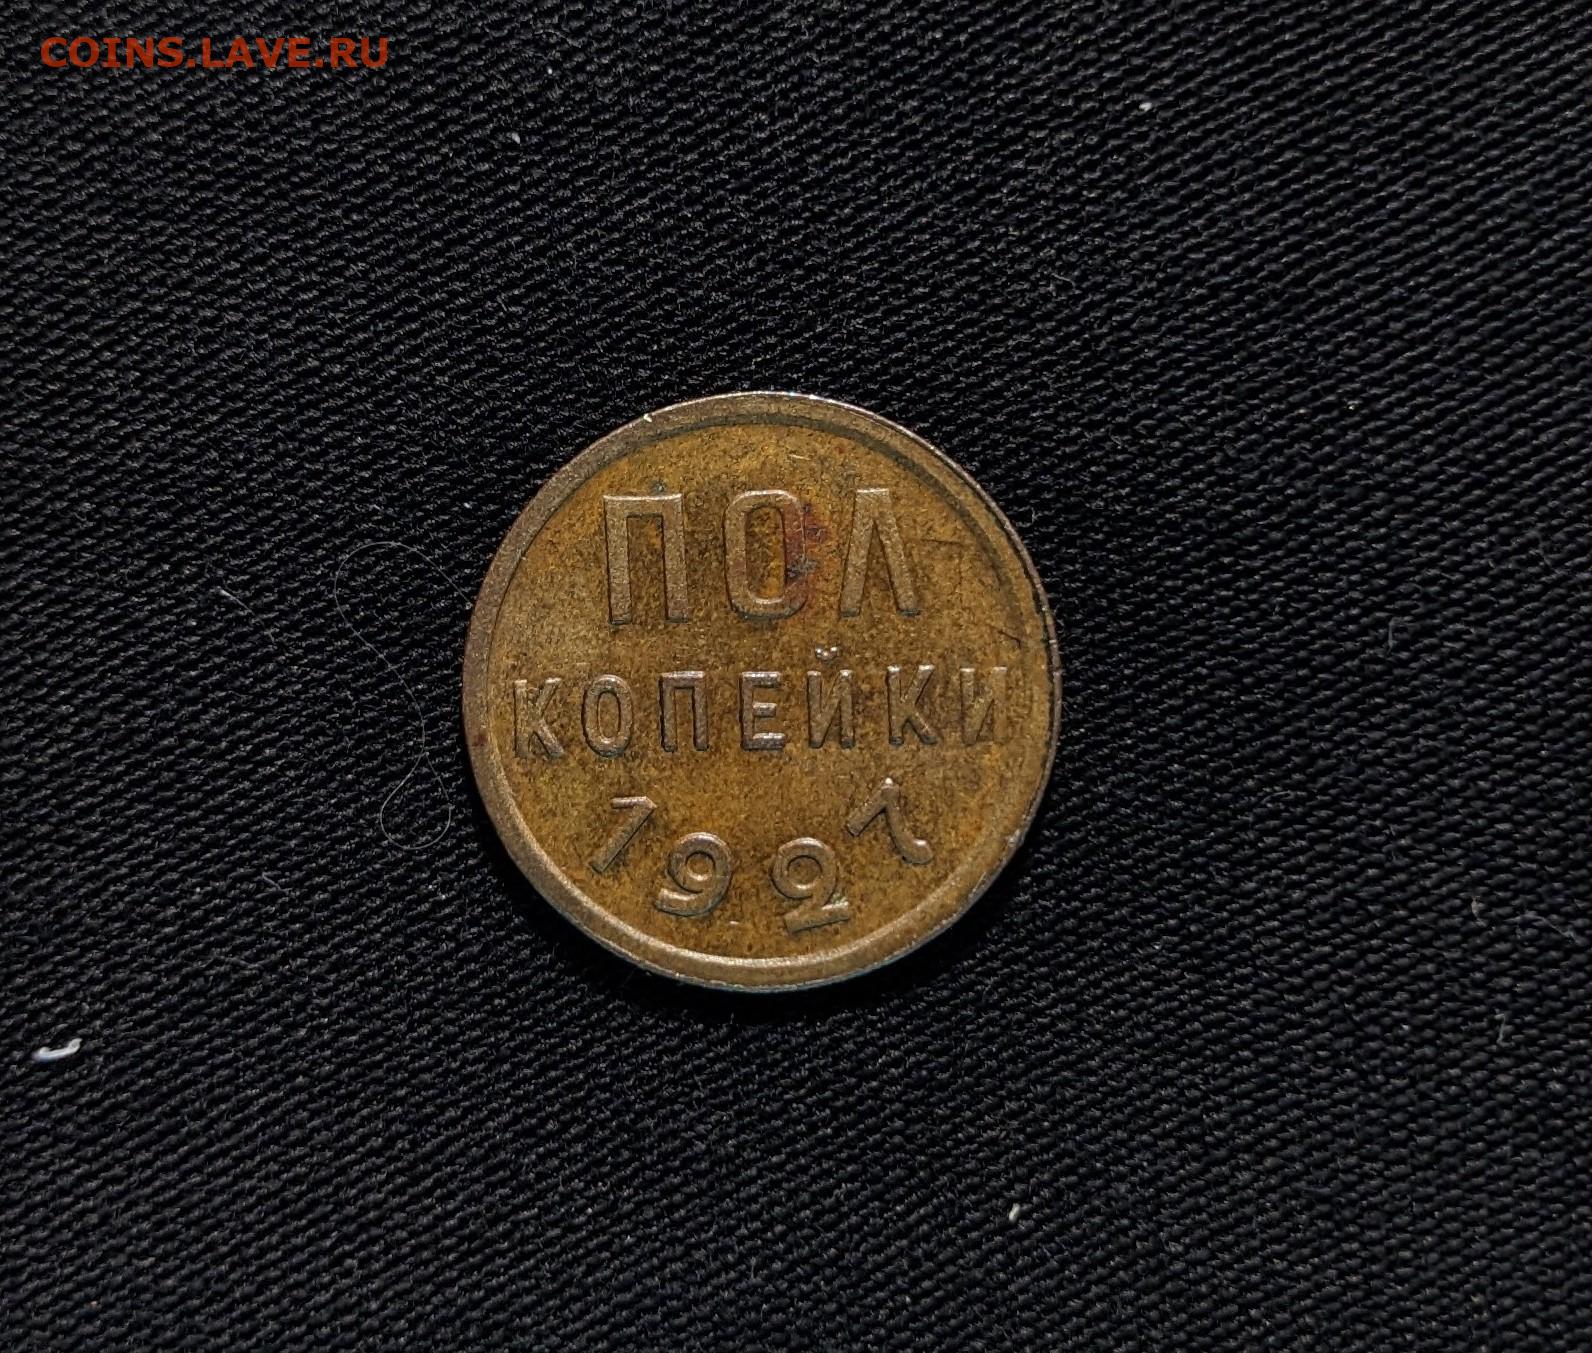 COINS.LAVE.RU
ПОЛ
КОПЕЙКИ
1927